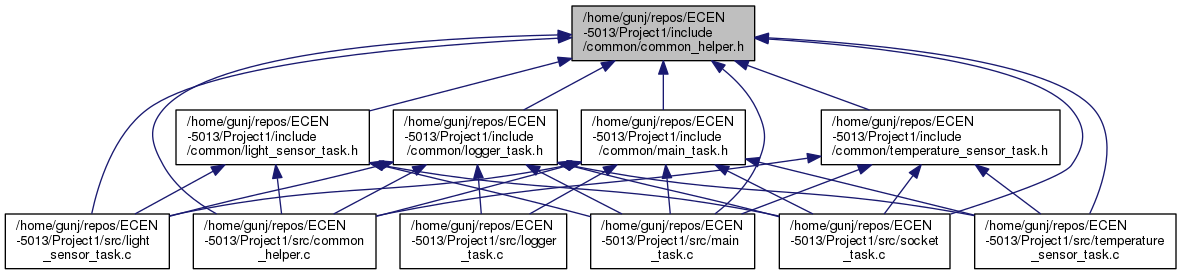 /home/gunj/repos/ECEN
-5013/Project1/include
/common/common_helper.h
/home/gunj/repos/ECEN
-5013/Project1/include
/common/light_sensor_task.h
/home/gunj/repos/ECEN
-5013/Project1/include
/common/logger_task.h
/home/gunj/repos/ECEN
-5013/Project1/include
/common/main_task.h
/home/gunj/repos/ECEN
-5013/Project1/include
/common/temperature_sensor_task.h
/home/gunj/repos/ECEN
-5013/Project1/src/light
_sensor_task.c
/home/gunj/repos/ECEN
-5013/Project1/src/common
_helper.c
/home/gunj/repos/ECEN
-5013/Project1/src/logger
_task.c
/home/gunj/repos/ECEN
-5013/Project1/src/main
_task.c
/home/gunj/repos/ECEN
-5013/Project1/src/socket
_task.c
/home/gunj/repos/ECEN
-5013/Project1/src/temperature
_sensor_task.c